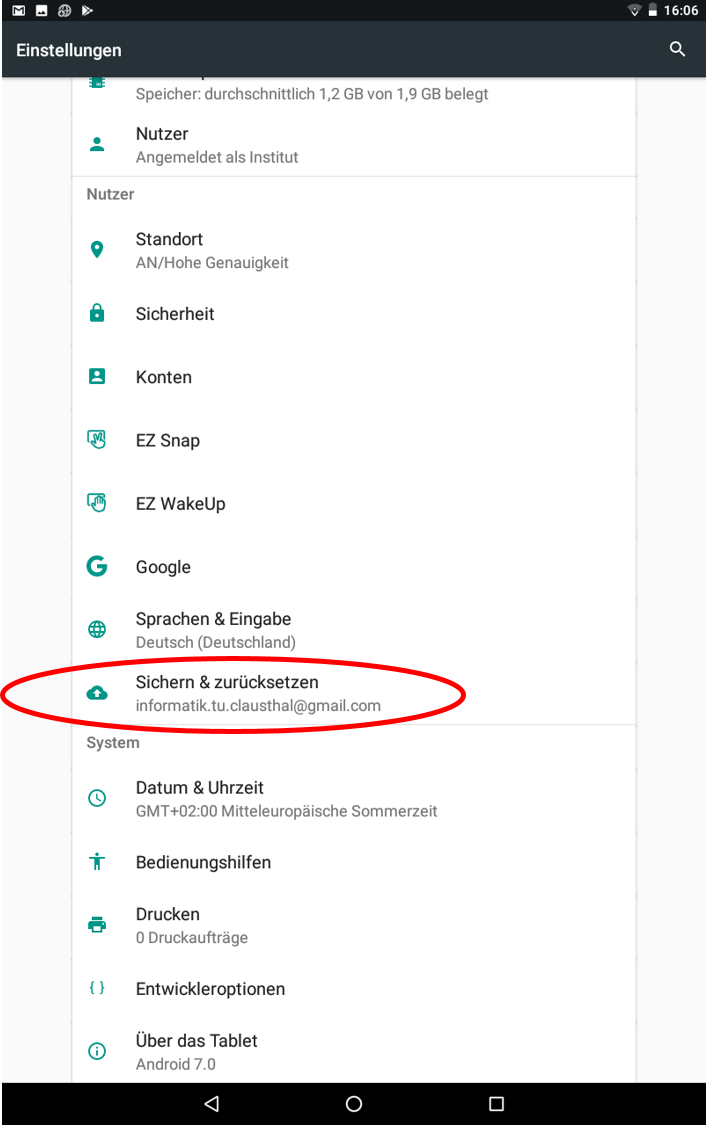 16:06
Einstellungen
Speicher: durchschnittlich 1,2 GB von 1,9 GB belegt
Nutzer
Angemeldet als Institut
Nutzer
Standort
AN/Hohe Genauigkeit
Sicherheit
Konten
EZ Snap
EZ WakeUp
Google
Sprachen & Eingabe
Deutsch (Deutschland)
Sichern & zurücksetzen
informatik.tu.clausthal@gmail.com
System
Datum & Uhrzeit
GMT+02:00 Mitteleuropäische Sommerzeit
Bedienungshilfen
Drucken
0 Druckaufträge
Entwickleroptionen
Über das Tablet
Android 7.0